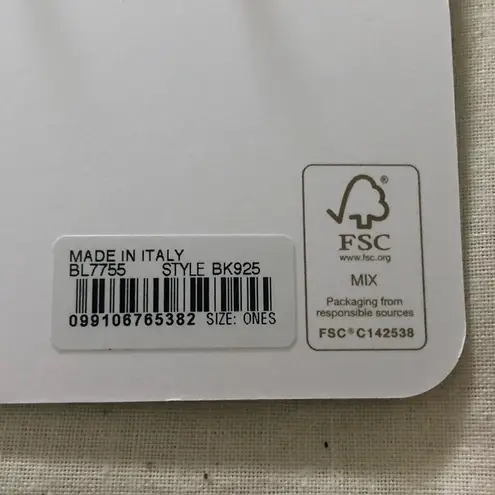 MADE IN ITALY
BL7755 STYLE BK925
099106765382 SIZE: ONES
®
FSC
www.fsc.org
MIX
Packaging from
responsible sources
FSC® C142538